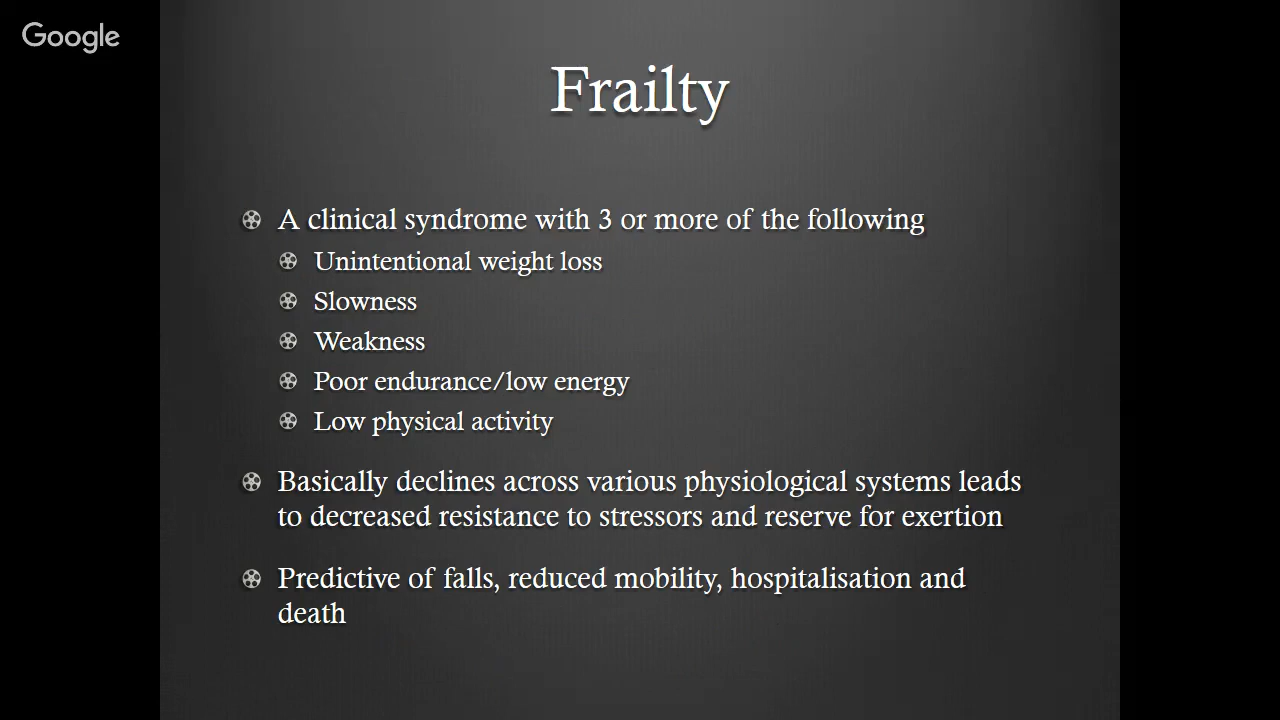 Google
Frailty
A clinical syndrome with 3 or more of the following
Unintentional weight loss
Slowness
Weakness
Poor endurance/low energy
Low physical activity
Basically declines across various physiological systems leads
to decreased resistance to stressors and reserve for exertion
Predictive of falls, reduced mobility, hospitalisation and
death